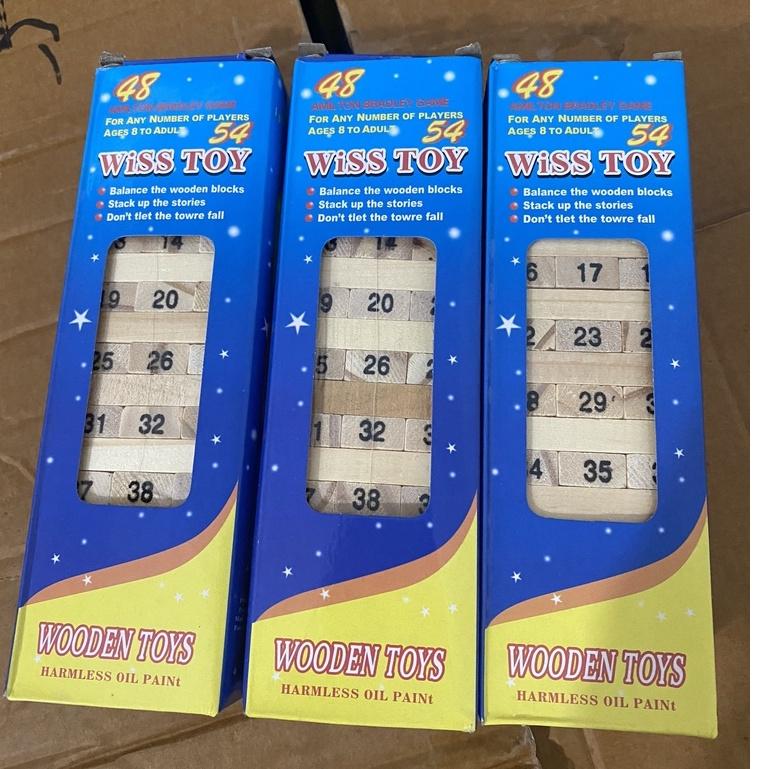 48
AMILTON BRADLEY GAME
FOR ANY NUMBER OF PLAYERS
AGES 8 TO ADULT
54
WiSS TOY
Balance the wooden blocks
Stack up the stories
Don't tlet the towre fall
14
19 20
25 26
31 32
38
WOODEN TOYS
HARMLESS OIL PAINt
48
AMILTON BRADLEY GAME
FOR ANY NUMBER OF PLAYERS
AGES 8 TO ADULT
54
WiSS TOY
Balance the wooden blocks
Stack up the stories
Don't tlet the towre fall
14
20
26
32
38
WOODEN TOYS
HARMLESS OIL PAINt
48
AMILTON BRADLEY GAME
FOR ANY NUMBER OF PLAYERS
AGES 8 TO ADULT
54
WiSS TOY
Balance the wooden blocks
Stack up the stories
Don't tlet the towre fall
17
23
29
35
WOODEN TOYS
HARMLESS OIL PAINt